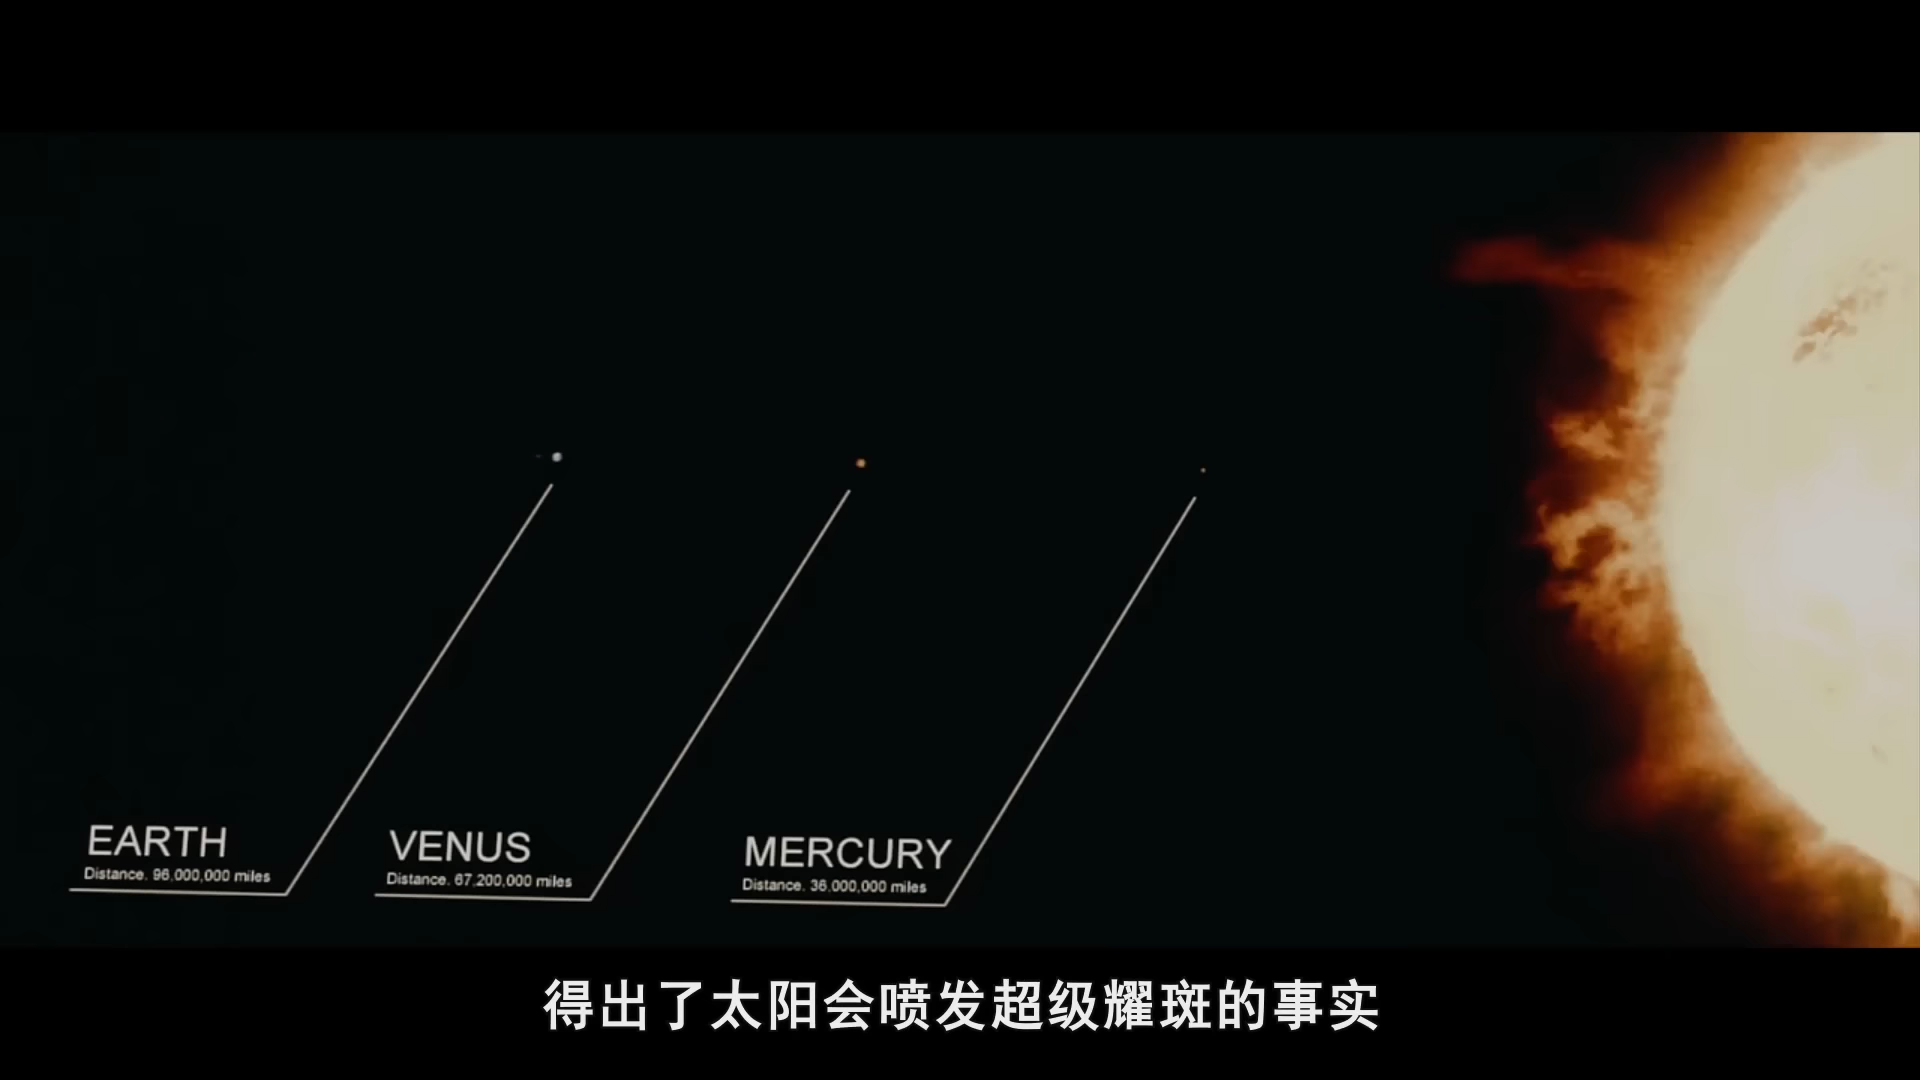 EARTH
Distance. 96,000,000 miles
VENUS
Distance. 67,200,000 miles
MERCURY
Distance. 36,000,000 miles
得出了太阳会喷发超级耀斑的事实